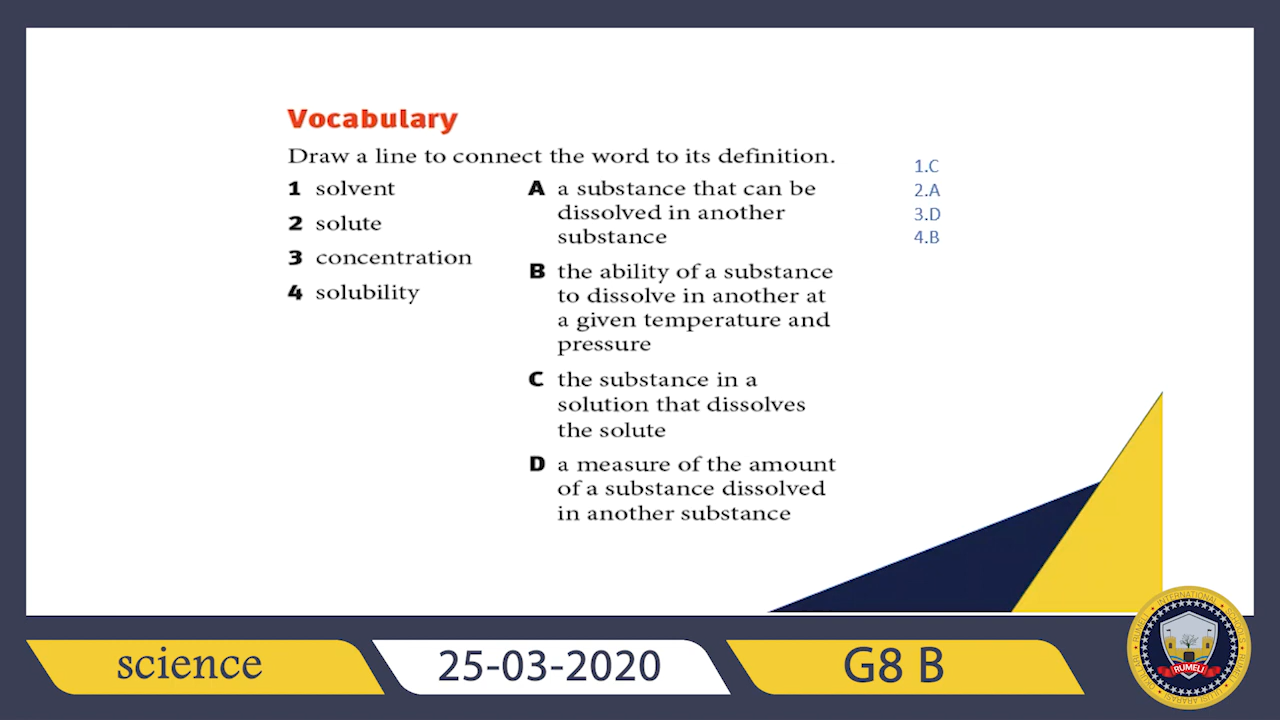 Vocabulary
Draw a line to connect the word to its definition.
1 solvent
2 solute
3 concentration
4 solubility
A a substance that can be
dissolved in another
substance
B the ability of a substance
to dissolve in another at
a given temperature and
pressure
C the substance in a
solution that dissolves
the solute
D a measure of the amount
of a substance dissolved
in another substance
1.C
2.A
3.D
4.B
science
25-03-2020
G8 B
RUMELI